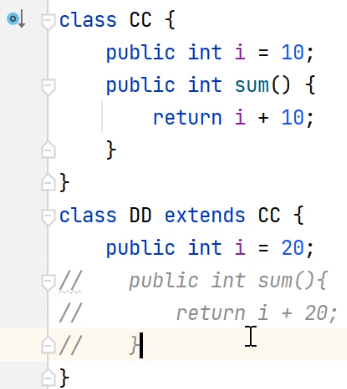 class CC {
    public int i = 10;
    public int sum() {
        return i + 10;
    }
}
class DD extends CC {
    public int i = 20;
//    public int sum(){
//        return i + 20;
//    }
}